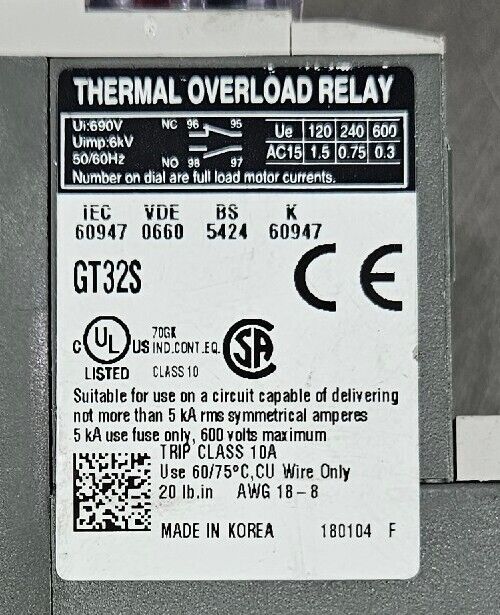 THERMAL OVERLOAD RELAY
Ui:690V NC 96 95 Ue 120 240 600
Uimp:6kV AC15 1.5 0.75 0.3
50/60Hz NO 98 97
Number on dial are full load motor currents.
IEC VDE BS K
60947 0660 5424 60947
GT32S CE
C UL US 70GK IND.CONT.EQ. SA
LISTED CLASS 10
Suitable for use on a circuit capable of delivering
not more than 5 kA rms symmetrical amperes
5 kA use fuse only, 600 volts maximum
TRIP CLASS 10A
Use 60/75°C,CU Wire Only
20 lb.in AWG 18-8
MADE IN KOREA 180104 F